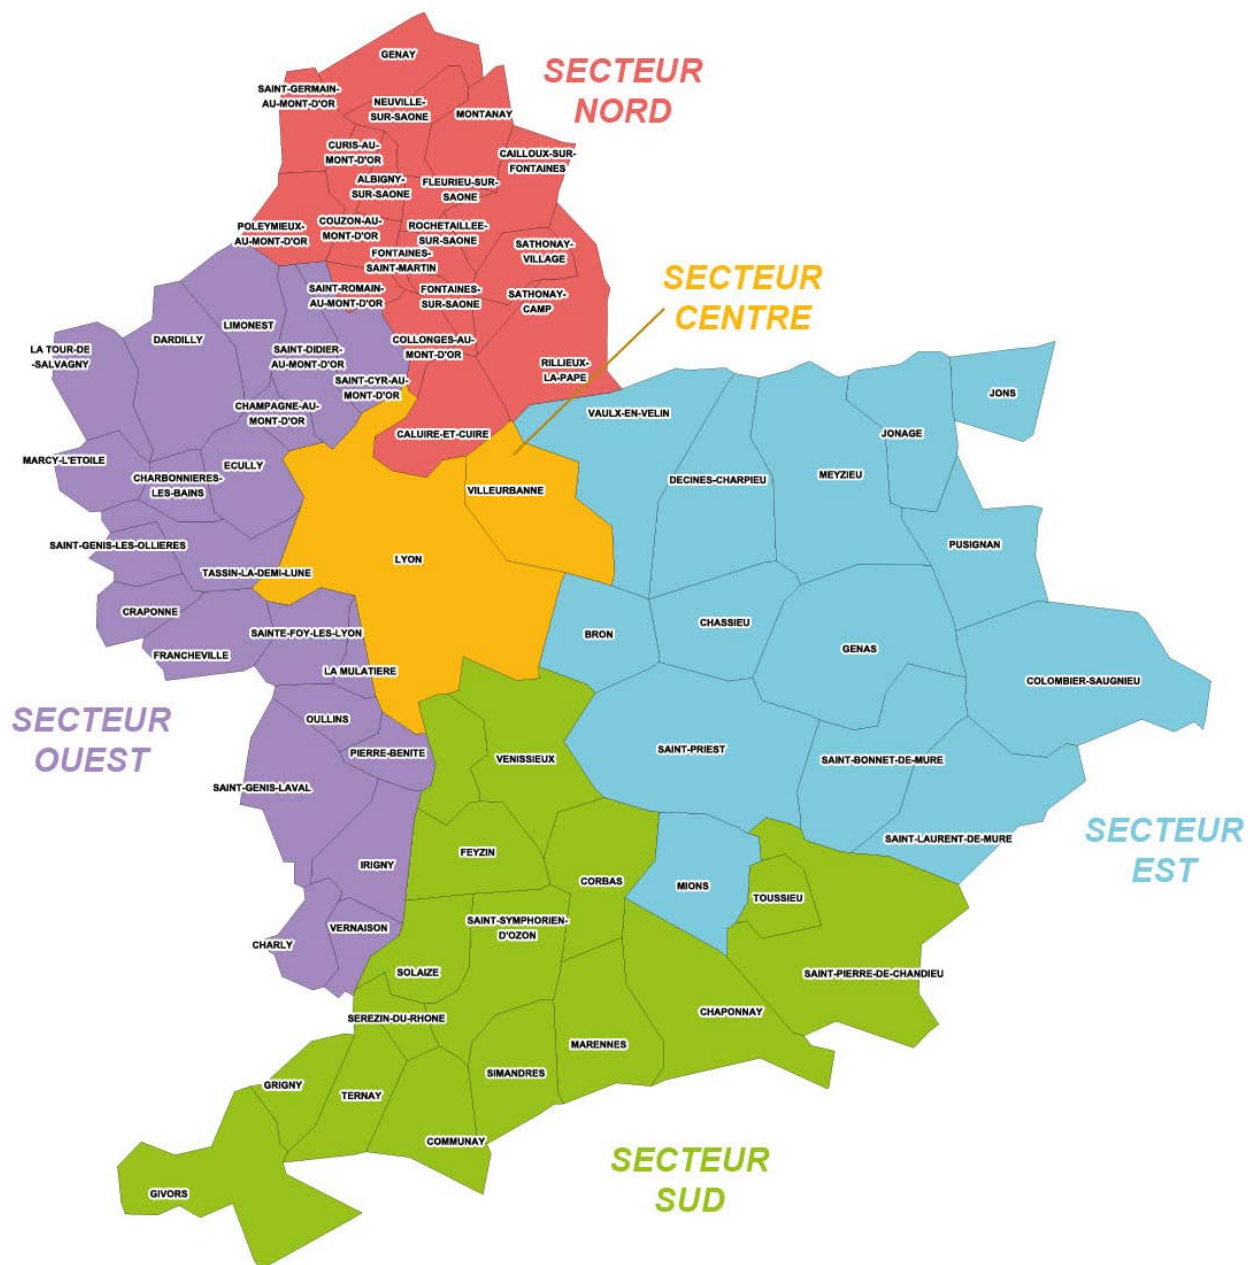 GENAY
SECTEUR
NORD
SAINT-GERMAIN-
AU-MONT-D'OR
NEUVILLE-
SUR-SAONE
MONTANAY
CURIS-AU-
MONT-D'OR
CAILLOUX-SUR-
FONTAINES
ALBIGNY-
SUR-SAONE
FLEURIEU-SUR-
SAONE
POLEYMIEUX-
AU-MONT-D'OR
COUZON-AU-
MONT-D'OR
ROCHETAILLEE-
SUR-SAONE
SATHONAY-
VILLAGE
FONTAINES-
SAINT-MARTIN
SECTEUR
CENTRE
SAINT-ROMAIN-
AU-MONT-D'OR
FONTAINES-
SUR-SAONE
SATHONAY-
CAMP
LIMONEST
DARDILLY
COLLONGES-AU-
MONT-D'OR
LA TOUR-DE
-SALVAGNY
SAINT-DIDIER-
AU-MONT-D'OR
RILLIEUX-
LA-PAPE
SAINT-CYR-AU-
MONT-D'OR
JONS
CHAMPAGNE-AU-
MONT-D'OR
VAULX-EN-VELIN
CALUIRE-ET-CUIRE
JONAGE
MARCY-L'ETOILE
ECULLY
CHARBONNIERES-
LES-BAINS
DECINES-CHARPIEU
MEYZIEU
VILLEURBANNE
SAINT-GENIS-LES-OLLIERES
PUSIGNAN
LYON
TASSIN-LA-DEMI-LUNE
CRAPONNE
SAINTE-FOY-LES-LYON
BRON
CHASSIEU
FRANCHEVILLE
GENAS
LA MULATIERE
COLOMBIER-SAUGNIEU
SECTEUR
OUEST
OULLINS
PIERRE-BENITE
SAINT-PRIEST
VENISSIEUX
SAINT-BONNET-DE-MURE
SAINT-GENIS-LAVAL
SECTEUR
EST
SAINT-LAURENT-DE-MURE
FEYZIN
IRIGNY
CORBAS
MIONS
TOUSSIEU
VERNAISON
SAINT-SYMPHORIEN-
D'OZON
CHARLY
SOLAIZE
SAINT-PIERRE-DE-CHANDIEU
CHAPONNAY
SEREZIN-DU-RHONE
MARENNES
SIMANDRES
GRIGNY
TERNAY
COMMUNAY
SECTEUR
SUD
GIVORS